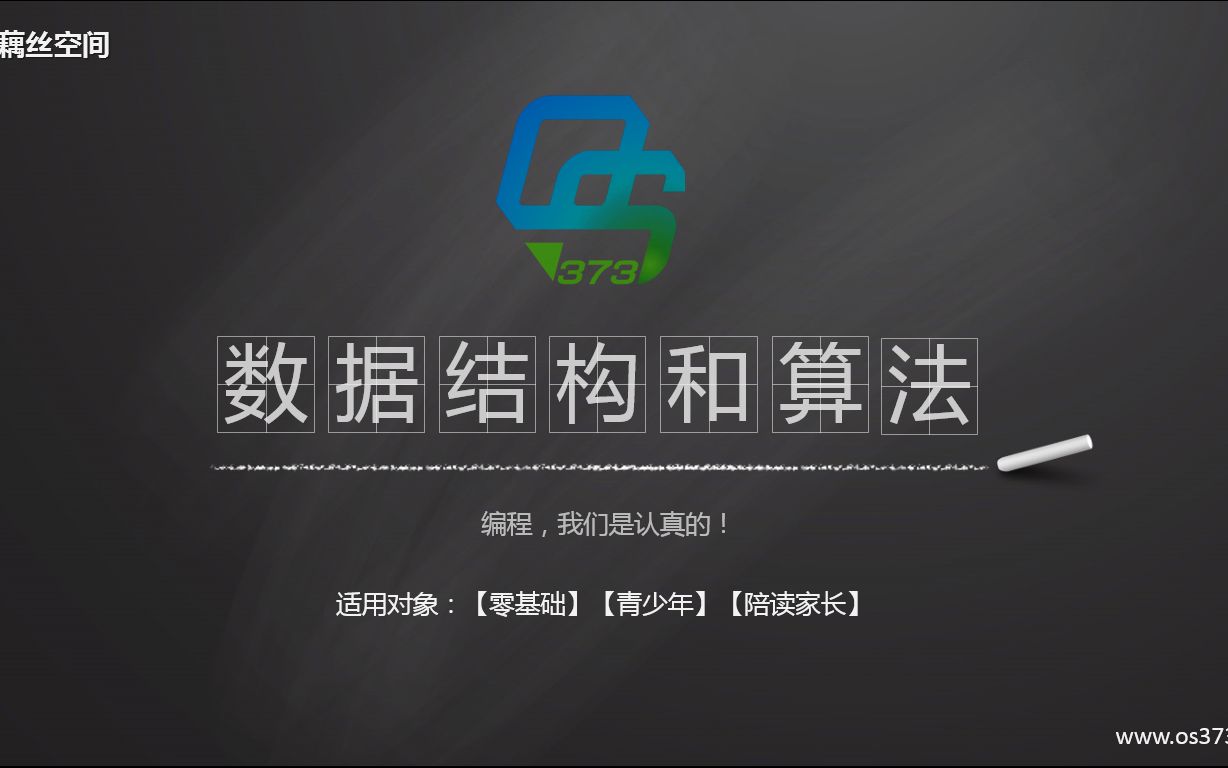 藕丝空间
373
数据结构和算法
编程，我们是认真的！
适用对象：【零基础】【青少年】【陪读家长】
www.os373